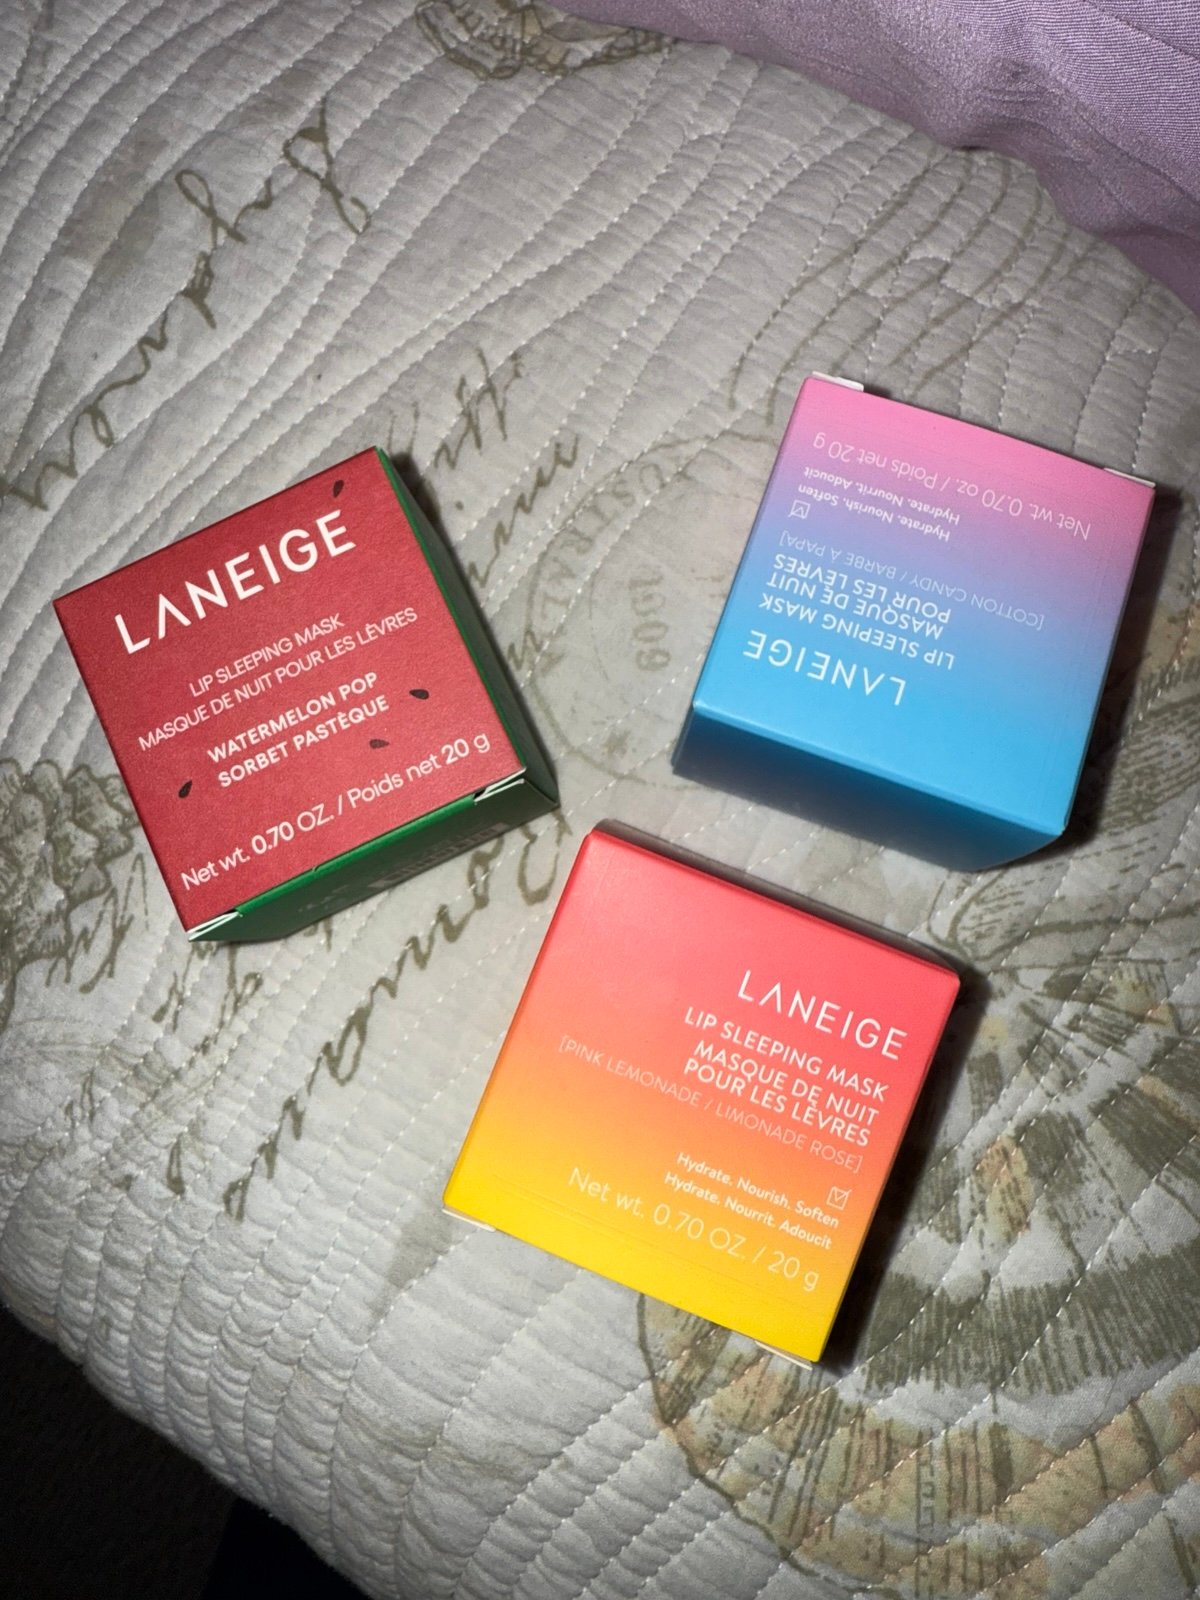 LANEIGE
LIP SLEEPING MASK
MASQUE DE NUIT POUR LES LÈVRES
WATERMELON POP
SORBET PASTÈQUE
Net wt. 0.70 OZ. / Poids net 20 g
LANEIGE
LIP SLEEPING MASK
MASQUE DE NUIT
POUR LES LÈVRES
[COTTON CANDY / BARBE À PAPA]
Hydrate. Nourish. Soften
Hydrate. Nourrit. Adoucit
Net wt. 0.70 oz. / Poids net 20 g
LANEIGE
LIP SLEEPING MASK
MASQUE DE NUIT
POUR LES LÈVRES
[PINK LEMONADE / LIMONADE ROSE]
Hydrate. Nourish. Soften
Hydrate. Nourrit. Adoucit
Net wt. 0.70 OZ. / 20 g
1909